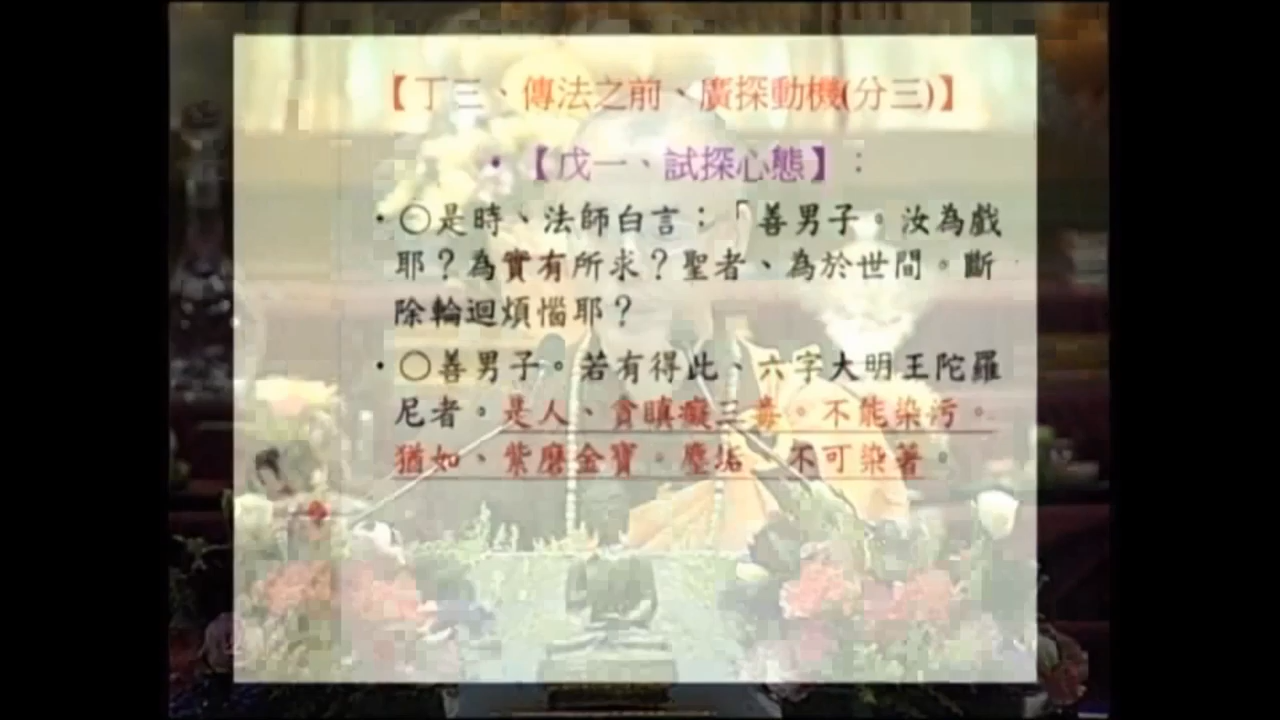 【丁三、傳法之前、廣探動機(分三)】
•【戊一、試探心態】：
•〇是時、法師白言：「善男子。汝為戲
耶？為實有所求？聖者、為於世間。斷
除輪迴煩惱耶？
•〇善男子。若有得此、六字大明王陀羅
尼者。是人、貪瞋癡三毒。不能染污。
猶如、紫磨金寶。塵垢、不可染著。